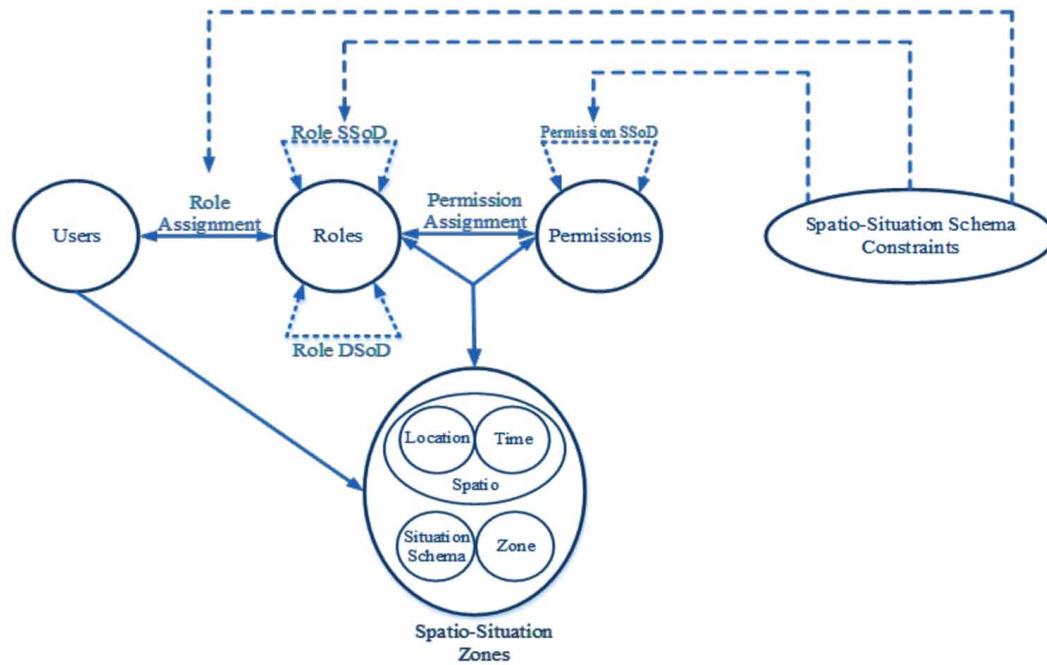 Role SSoD
Permission SSoD
Role
Assignment
Permission
Assignment
Users
Roles
Permissions
Spatio-Situation Schema
Constraints
Role DSoD
Location
Time
Spatio
Situation
Schema
Zone
Spatio-Situation
Zones